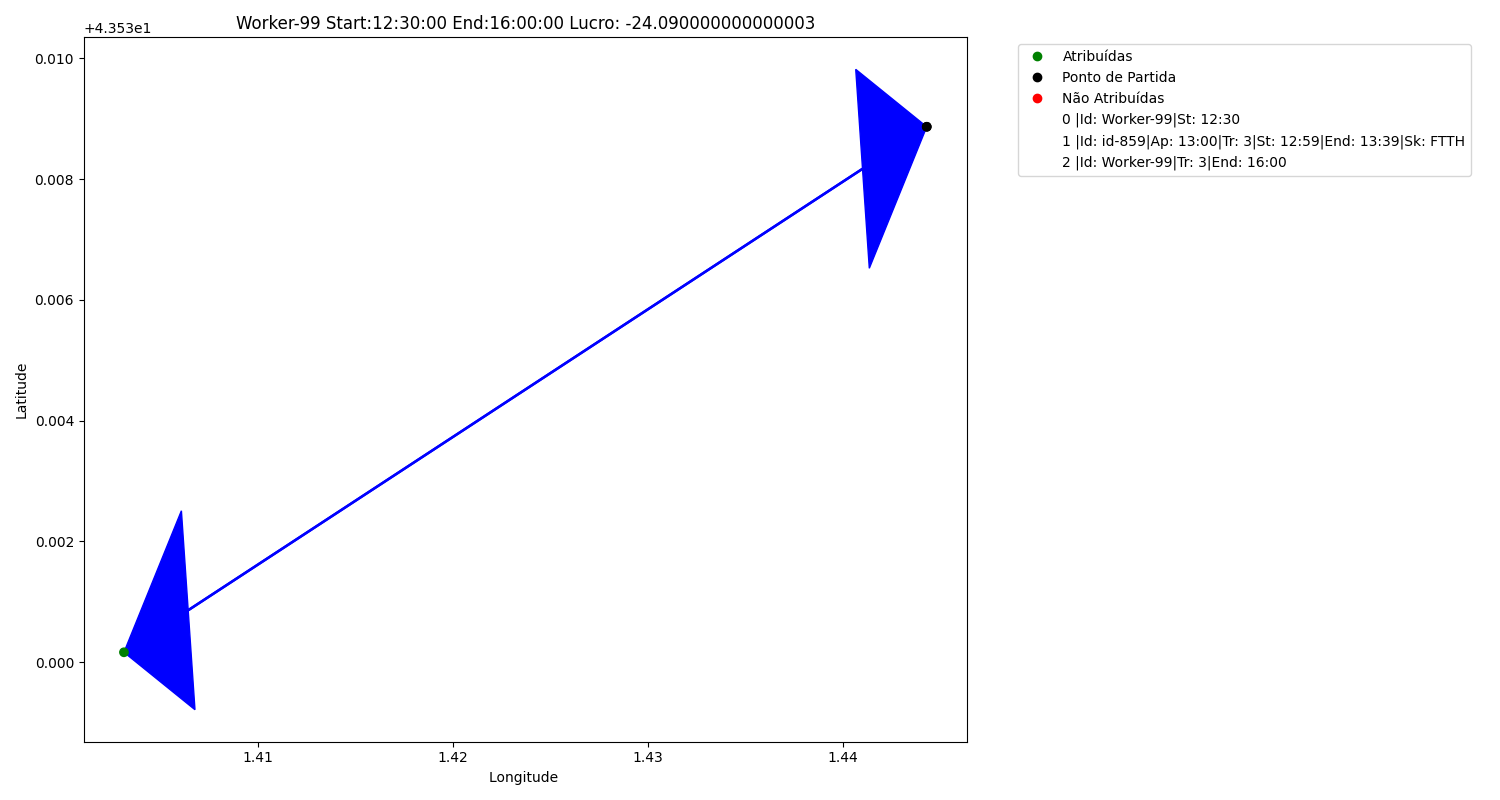 Worker-99 Start:12:30:00 End:16:00:00 Lucro: -24.090000000000003
+4.353e1
0.010
0.008
0.006
0.004
0.002
0.000
Latitude
1.41 1.42 1.43 1.44
Longitude
Atribuídas
Ponto de Partida
Não Atribuídas
0 |Id: Worker-99|St: 12:30
1 |Id: id-859|Ap: 13:00|Tr: 3|St: 12:59|End: 13:39|Sk: FTTH
2 |Id: Worker-99|Tr: 3|End: 16:00